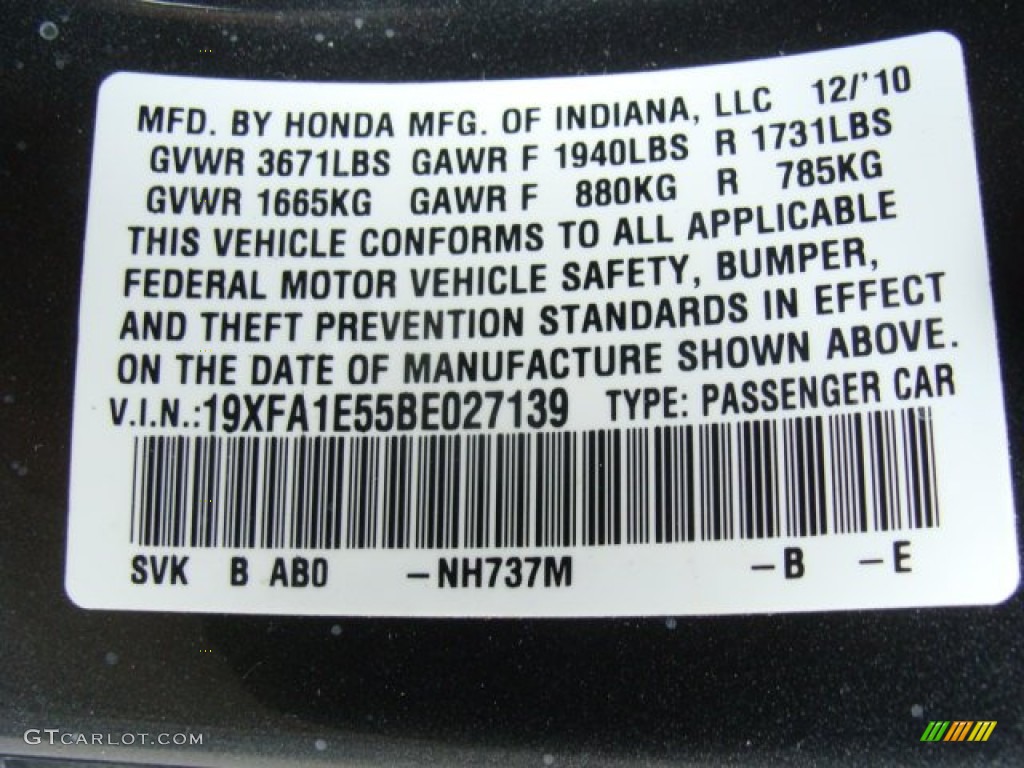 MFD. BY HONDA MFG. OF INDIANA, LLC 12/'10
GVWR 3671LBS GAWR F 1940LBS R 1731LBS
GVWR 1665KG GAWR F 880KG R 785KG
THIS VEHICLE CONFORMS TO ALL APPLICABLE
FEDERAL MOTOR VEHICLE SAFETY, BUMPER,
AND THEFT PREVENTION STANDARDS IN EFFECT
ON THE DATE OF MANUFACTURE SHOWN ABOVE.
V.I.N.:19XFA1E55BE027139 TYPE: PASSENGER CAR
SVK B AB0 –NH737M –B –E
GTCARLOT.COM